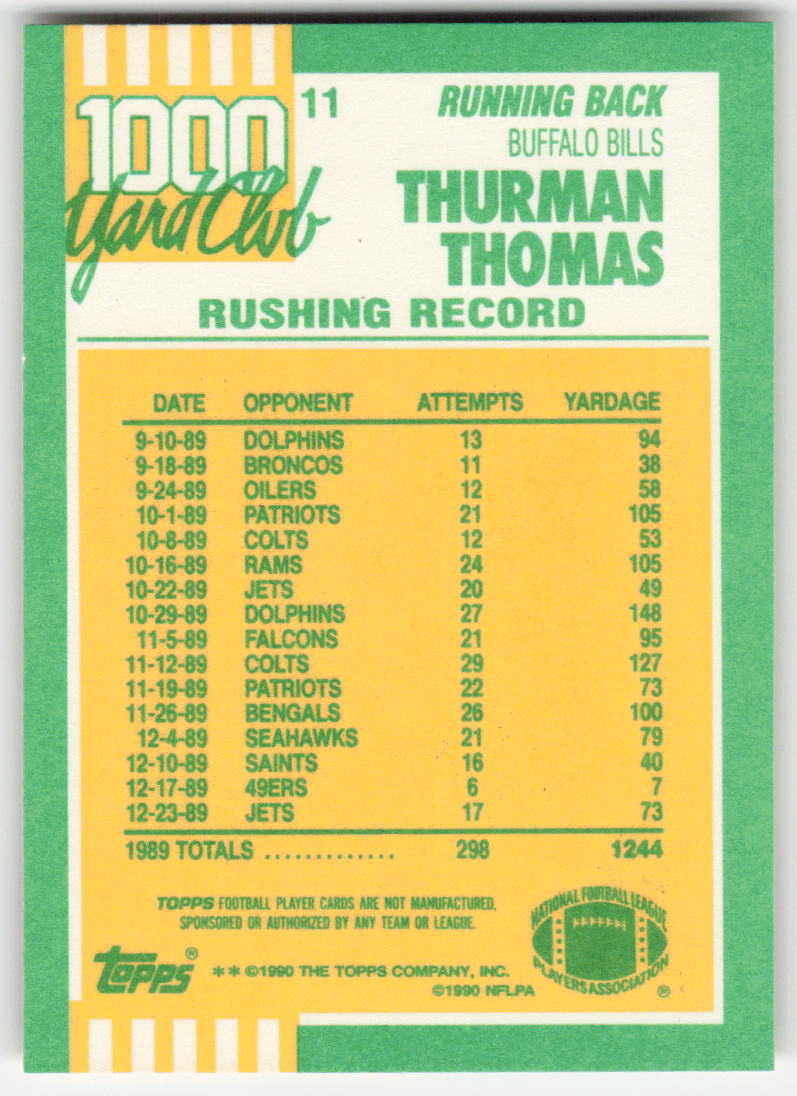 1000 11 RUNNING BACK
Yard Club BUFFALO BILLS
THURMAN
THOMAS
RUSHING RECORD
DATE OPPONENT ATTEMPTS YARDAGE
9-10-89 DOLPHINS 13 94
9-18-89 BRONCOS 11 38
9-24-89 OILERS 12 58
10-1-89 PATRIOTS 21 105
10-8-89 COLTS 12 53
10-16-89 RAMS 24 105
10-22-89 JETS 20 49
10-29-89 DOLPHINS 27 148
11-5-89 FALCONS 21 95
11-12-89 COLTS 29 127
11-19-89 PATRIOTS 22 73
11-26-89 BENGALS 26 100
12-4-89 SEAHAWKS 21 79
12-10-89 SAINTS 16 40
12-17-89 49ERS 6 7
12-23-89 JETS 17 73
1989 TOTALS ............. 298 1244
TOPPS FOOTBALL PLAYER CARDS ARE NOT MANUFACTURED,
SPONSORED OR AUTHORIZED BY ANY TEAM OR LEAGUE.
NATIONAL FOOTBALL LEAGUE
PLAYERS ASSOCIATION ®
topps® **©1990 THE TOPPS COMPANY, INC.
©1990 NFLPA